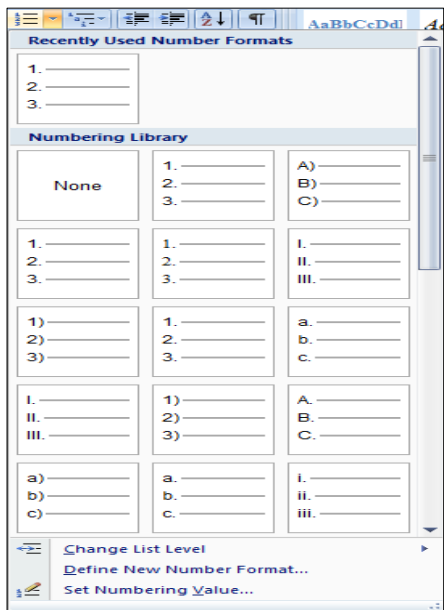 AaBbCcDdI
Recently Used Number Formats
1.
2.
3.
Numbering Library
None
1.
2.
3.
A)
B)
C)
1.
2.
3.
1.
2.
3.
I.
II.
III.
1)
2)
3)
1.
2.
3.
a.
b.
c.
I.
II.
III.
1)
2)
3)
A.
B.
C.
a)
b)
c)
a.
b.
c.
i.
ii.
iii.
Change List Level
Define New Number Format...
Set Numbering Value...